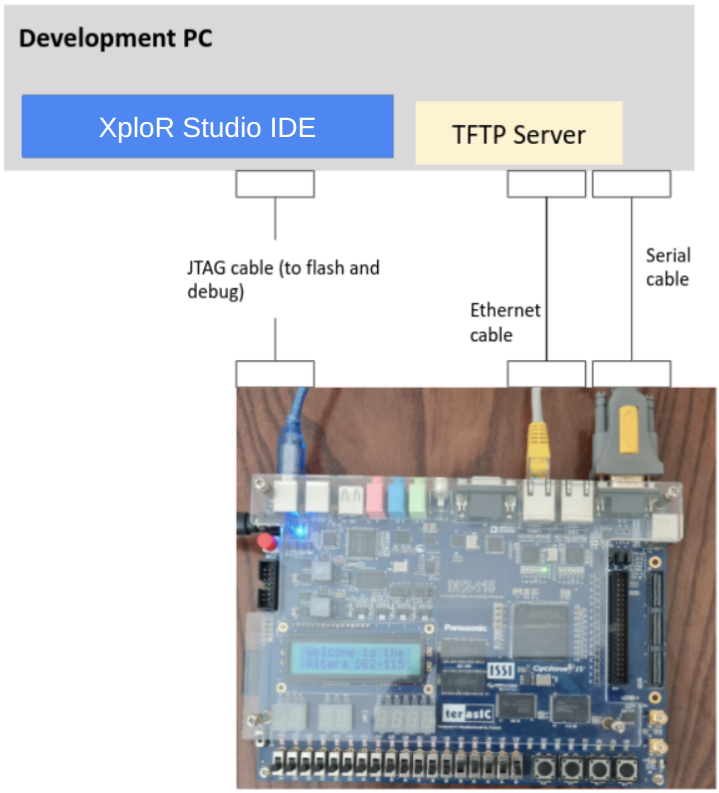 Development PC
XploR Studio IDE
TFTP Server
JTAG cable (to flash and
debug)
Ethernet
cable
Serial
cable
DE2-115
Panasonic
ISSI
Cyclone IV
Welcome to the
Altera DE2-115
terasIC